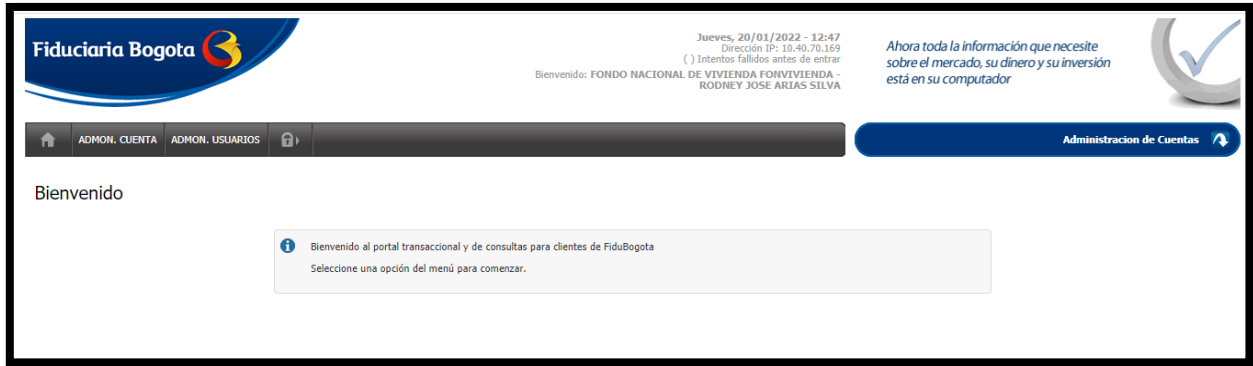 Fiduciaria Bogota
Jueves, 20/01/2022 - 12:47
Dirección IP: 10.40.70.169
( ) Intentos fallidos antes de entrar
Bienvenido: FONDO NACIONAL DE VIVIENDA FONVIVIENDA -
RODNEY JOSE ARIAS SILVA
Ahora toda la información que necesite
sobre el mercado, su dinero y su inversión
está en su computador
ADMON. CUENTA ADMON. USUARIOS
Administracion de Cuentas
Bienvenido
Bienvenido al portal transaccional y de consultas para clientes de FiduBogota
Seleccione una opción del menú para comenzar.